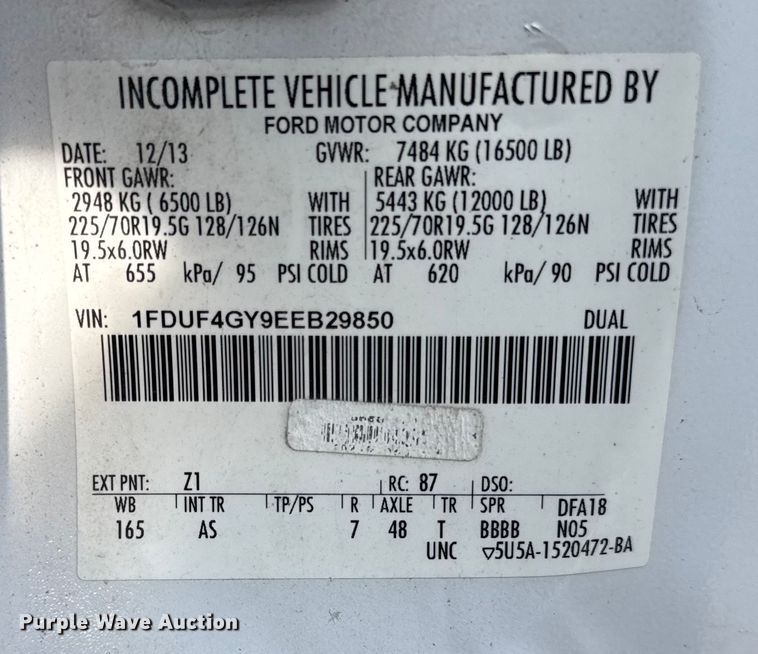 INCOMPLETE VEHICLE MANUFACTURED BY
FORD MOTOR COMPANY
DATE: 12/13 GVWR: 7484 KG (16500 LB)
FRONT GAWR: REAR GAWR:
2948 KG ( 6500 LB) WITH 5443 KG (12000 LB) WITH
225/70R19.5G 128/126N TIRES 225/70R19.5G 128/126N TIRES
19.5x6.0RW RIMS 19.5x6.0RW RIMS
AT 655 kPa/ 95 PSI COLD AT 620 kPa/ 90 PSI COLD
VIN: 1FDUF4GY9EEB29850 DUAL
EXT PNT: Z1 RC: 87 DSO:
WB INT TR TP/PS R AXLE TR SPR DFA18
165 AS 7 48 T BBBB N05
UNC ▽5U5A-1520472-BA
Purple Wave Auction